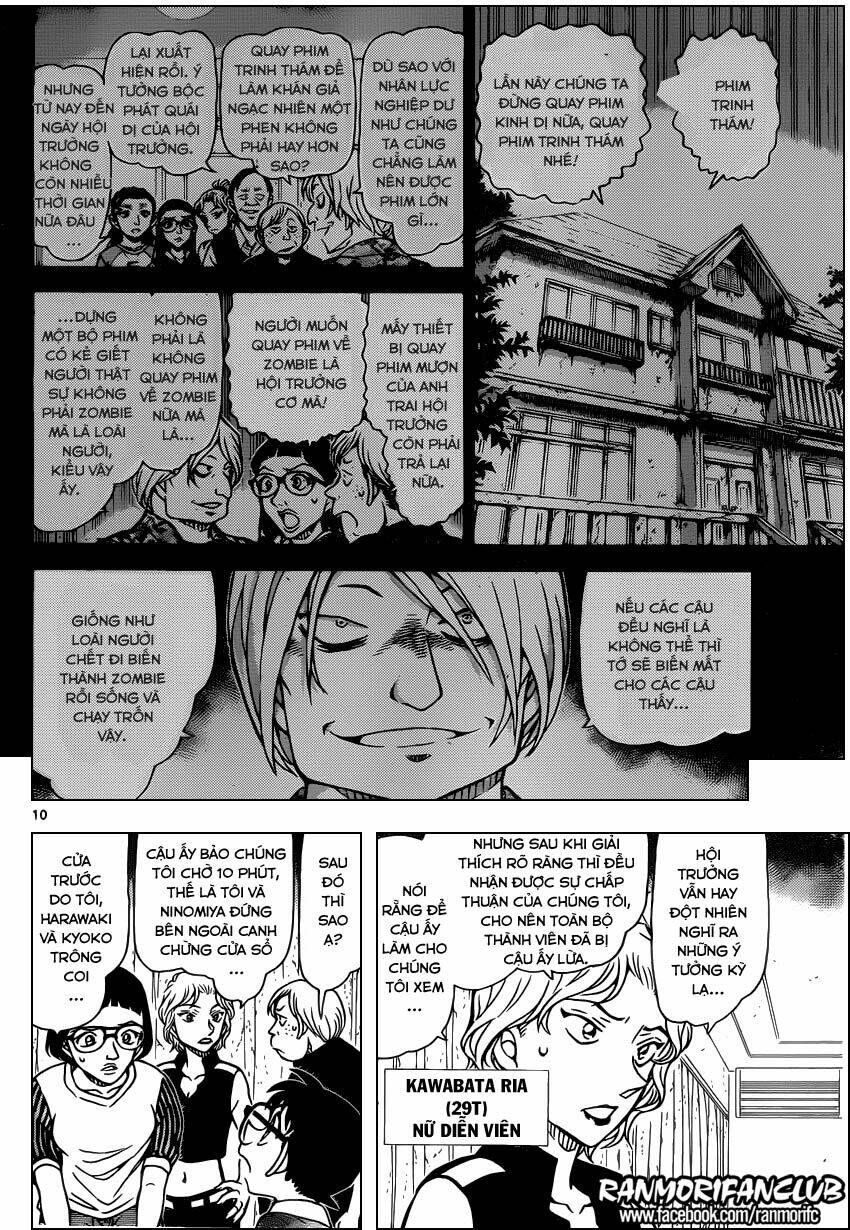 PHIM
TRINH
THÁM!
LẦN NÀY CHÚNG TA
ĐỪNG QUAY PHIM
KINH DỊ NỮA, QUAY
PHIM TRINH THÁM
NHÉ!
DÙ SAO VỚI
NHÂN LỰC
NGHIỆP DƯ
NHƯ CHÚNG
TA CŨNG
CHẲNG LÀM
NÊN ĐƯỢC
PHIM LỚN
GÌ...
QUAY PHIM
TRINH THÁM ĐỂ
LÀM KHÁN GIẢ
NGẠC NHIÊN MỘT
PHEN KHÔNG
PHẢI HAY HƠN
SAO?
LẠI XUẤT
HIỆN RỒI. Ý
TƯỞNG BỘC
PHÁT QUÁI
DỊ CỦA HỘI
TRƯỞNG.
NHƯNG
TỪ NAY ĐẾN
NGÀY HỘI
TRƯỜNG
KHÔNG
CÒN NHIỀU
THỜI GIAN
NỮA ĐÂU
...
MẤY THIẾT
BỊ QUAY
PHIM MƯỢN
CỦA ANH
TRAI HỘI
TRƯỞNG
CÒN PHẢI
TRẢ LẠI
NỮA.
NGƯỜI MUỐN
QUAY PHIM VỀ
ZOMBIE LÀ
HỘI TRƯỞNG
CƠ MÀ!
KHÔNG
PHẢI LÀ
KHÔNG
QUAY PHIM
VỀ ZOMBIE
NỮA MÀ
LÀ...
...DỰNG
MỘT BỘ PHIM
CÓ KẺ GIẾT
NGƯỜI THẬT
SỰ KHÔNG
PHẢI ZOMBIE
MÀ LÀ LOÀI
NGƯỜI,
KIỂU VẬY
ẤY.
NẾU CÁC CẬU
ĐỀU NGHĨ LÀ
KHÔNG THỂ THÌ
TỚ SẼ BIẾN MẤT
CHO CÁC CẬU
THẤY...
GIỐNG NHƯ
LOÀI NGƯỜI
CHẾT ĐI BIẾN
THÀNH ZOMBIE
RỒI SỐNG VÀ
CHẠY TRỐN
VẬY.
10
HỘI
TRƯỞNG
VẪN HAY
ĐỘT NHIÊN
NGHĨ RA
NHỮNG
Ý TƯỞNG KỲ
LẠ...
NHƯNG SAU KHI GIẢI
THÍCH RÕ RÀNG THÌ ĐỀU
NHẬN ĐƯỢC SỰ CHẤP
THUẬN CỦA CHÚNG TÔI,
CHO NÊN TOÀN BỘ
THÀNH VIÊN ĐÃ BỊ
CẬU ẤY LỪA.
NÓI
RẰNG ĐỂ
CẬU ẤY
LÀM CHO
CHÚNG
TÔI XEM
...
KAWABATA RIA
(29T)
NỮ DIỄN VIÊN
SAU
ĐÓ
THÌ
SAO
Ạ?
CẬU ẤY BẢO CHÚNG
TÔI CHỜ 10 PHÚT,
THẾ LÀ TÔI VÀ
NINOMIYA ĐỨNG
BÊN NGOÀI CANH
CHỪNG CỬA SỔ
...
CỬA
TRƯỚC
DO TÔI,
HARAWAKI
VÀ KYOKO
TRÔNG
COI
...
RANMORIFANCLUB
www.facebook.com/ranmorifc